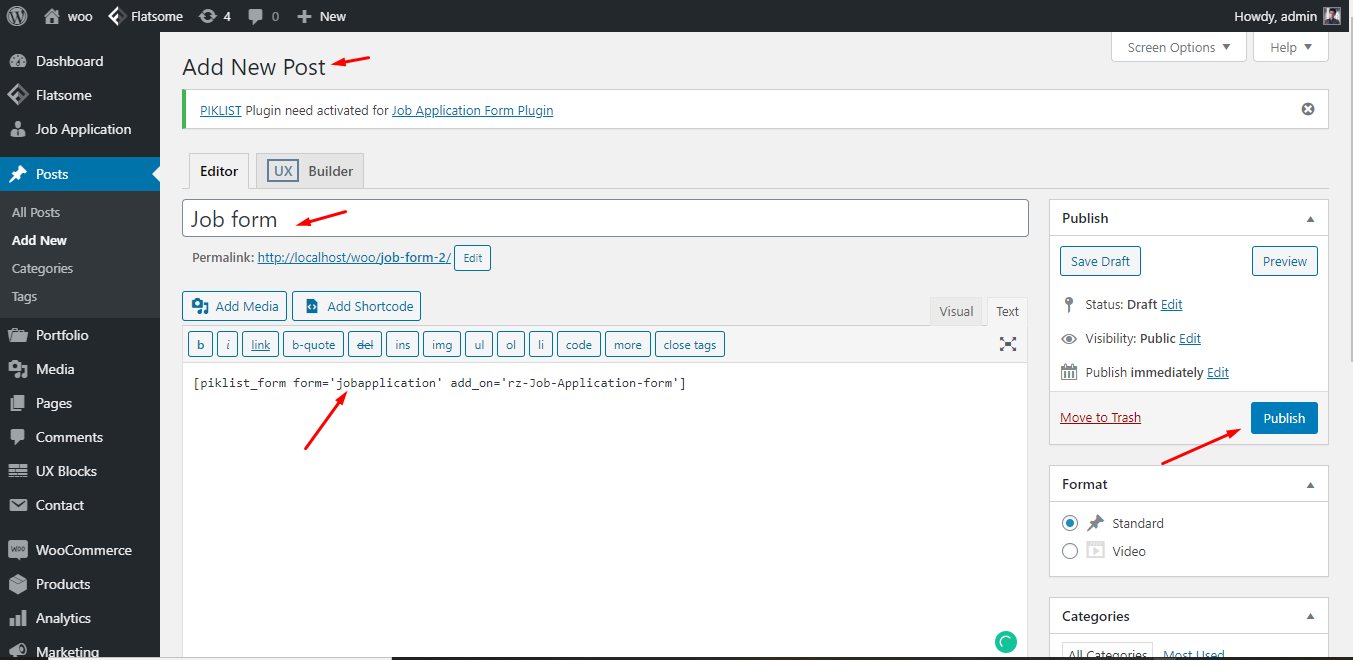 woo Flatsome 4 0 New Howdy, admin
Screen Options Help
Dashboard
Flatsome
Job Application
Posts
All Posts
Add New
Categories
Tags
Portfolio
Media
Pages
Comments
UX Blocks
Contact
WooCommerce
Products
Analytics
Marketing
Add New Post
PIKLIST Plugin need activated for Job Application Form Plugin
Editor UX Builder
Job form
Permalink: http://localhost/woo/job-form-2/ Edit
Add Media Add Shortcode
Visual Text
b i link b-quote del ins img ul ol li code more close tags
[piklist_form form='jobapplication' add_on='rz-Job-Application-form']
Publish
Save Draft Preview
Status: Draft Edit
Visibility: Public Edit
Publish immediately Edit
Move to Trash Publish
Format
Standard
Video
Categories
All Categories Most Used